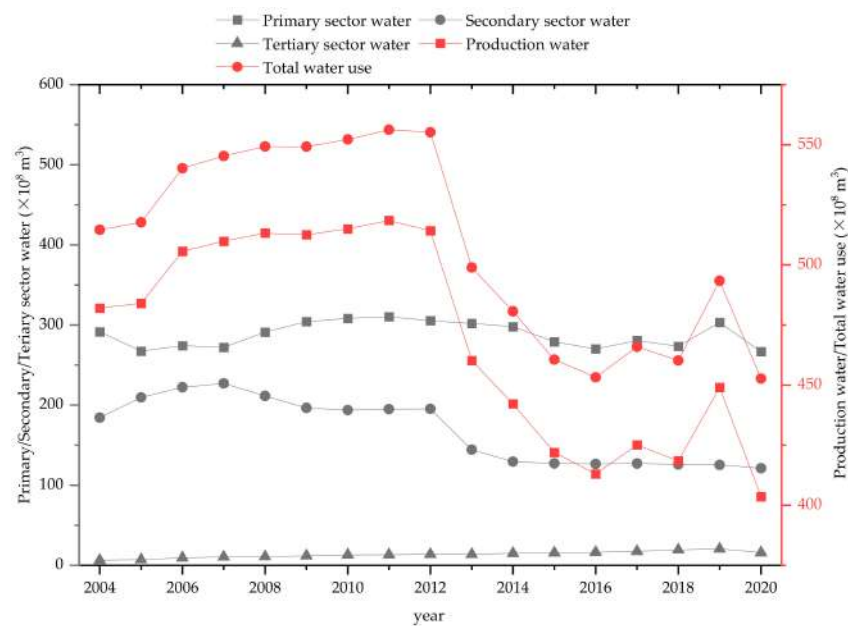 Primary sector water Secondary sector water
Tertiary sector water Production water
Total water use
Primary/Secondary/Teriary sector water (×10⁸ m³)
600
500
400
300
200
100
0
550
500
450
400
Production water/Total water use (×10⁸ m³)
2004 2006 2008 2010 2012 2014 2016 2018 2020
year